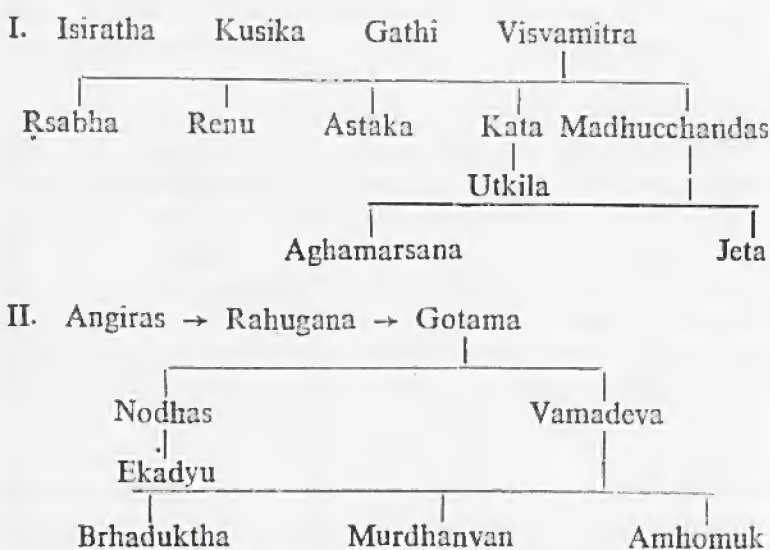 I. Isiratha Kusika Gathi Visvamitra
Ṛsabha Renu Astaka Kata Madhucchandas
Utkila
Aghamarsana Jeta
II. Angiras → Rahugana → Gotama
Nodhas Vamadeva
Ekadyu
Brhaduktha Murdhanvan Amhomuk